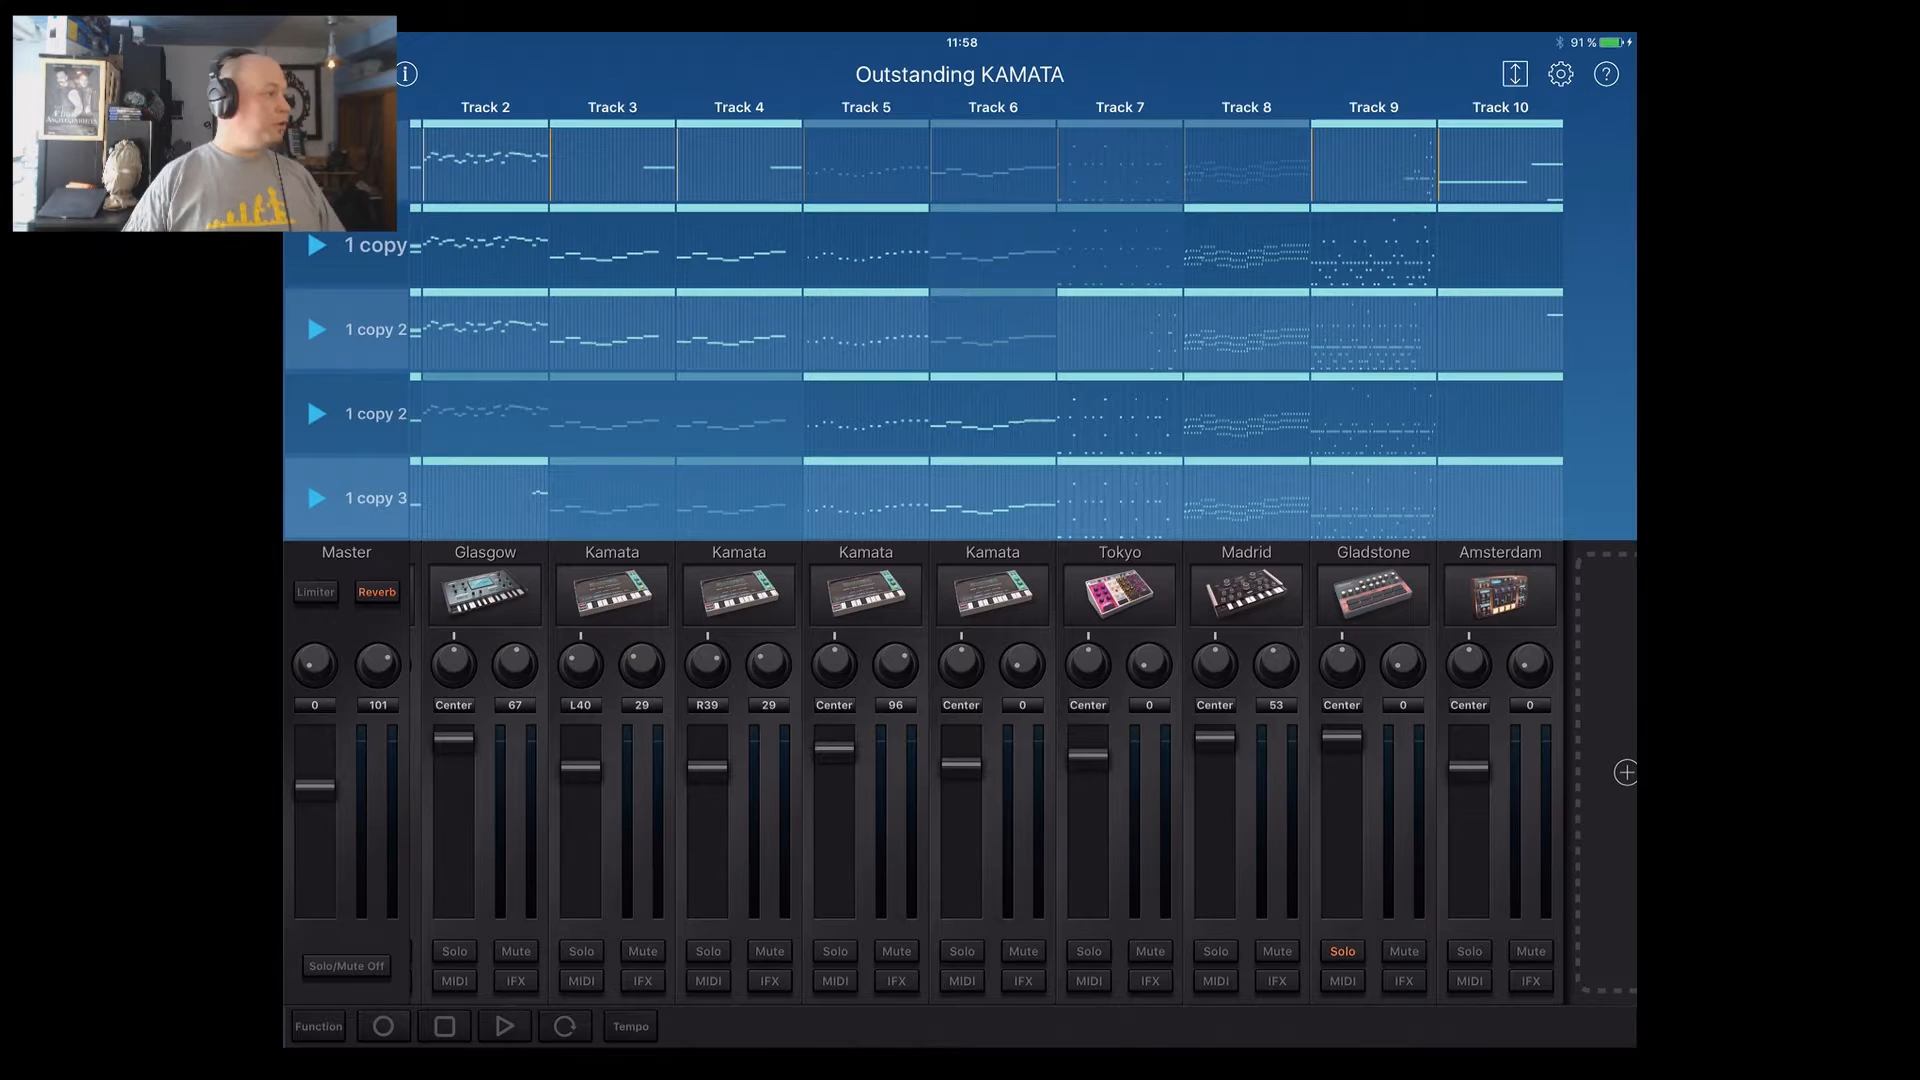 11:58
91 %
Outstanding KAMATA
Track 2 Track 3 Track 4 Track 5 Track 6 Track 7 Track 8 Track 9 Track 10
1 copy
1 copy 2
1 copy 2
1 copy 3
Master Glasgow Kamata Kamata Kamata Kamata Tokyo Madrid Gladstone Amsterdam
Limiter Reverb
0 101 Center 67 L40 29 R39 29 Center 96 Center 0 Center 0 Center 53 Center 0 Center 0
Solo Mute Solo Mute Solo Mute Solo Mute Solo Mute Solo Mute Solo Mute Solo Mute Solo Mute
Solo/Mute Off
MIDI IFX MIDI IFX MIDI IFX MIDI IFX MIDI IFX MIDI IFX MIDI IFX MIDI IFX MIDI IFX
Function Tempo